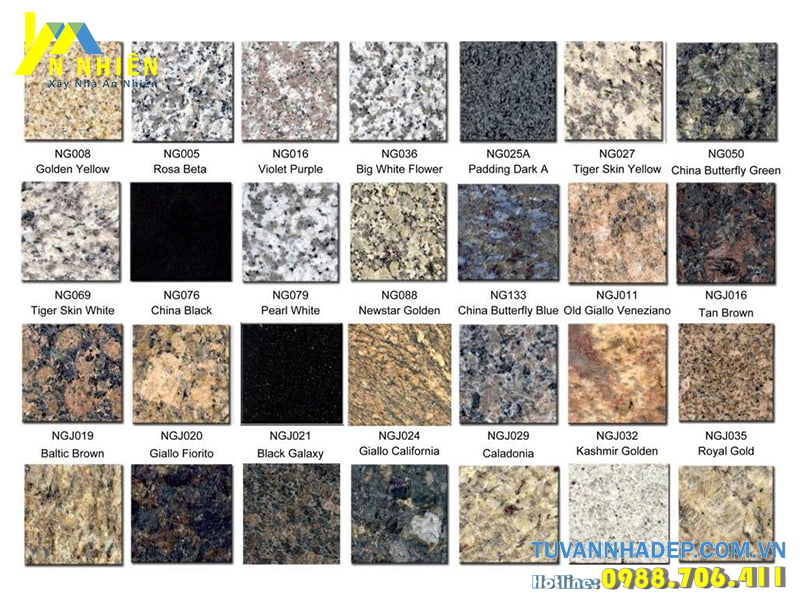 N NHIÊN
Xây Nhà An Nhiên
NG008 NG005 NG016 NG036 NG025A NG027 NG050
Golden Yellow Rosa Beta Violet Purple Big White Flower Padding Dark A Tiger Skin Yellow China Butterfly Green
NG069 NG076 NG079 NG088 NG133 NGJ011 NGJ016
Tiger Skin White China Black Pearl White Newstar Golden China Butterfly Blue Old Giallo Veneziano Tan Brown
NGJ019 NGJ020 NGJ021 NGJ024 NGJ029 NGJ032 NGJ035
Baltic Brown Giallo Fiorito Black Galaxy Giallo California Caladonia Kashmir Golden Royal Gold
TUVANNHADEP.COM.VN
Hotline: 0988.706.411